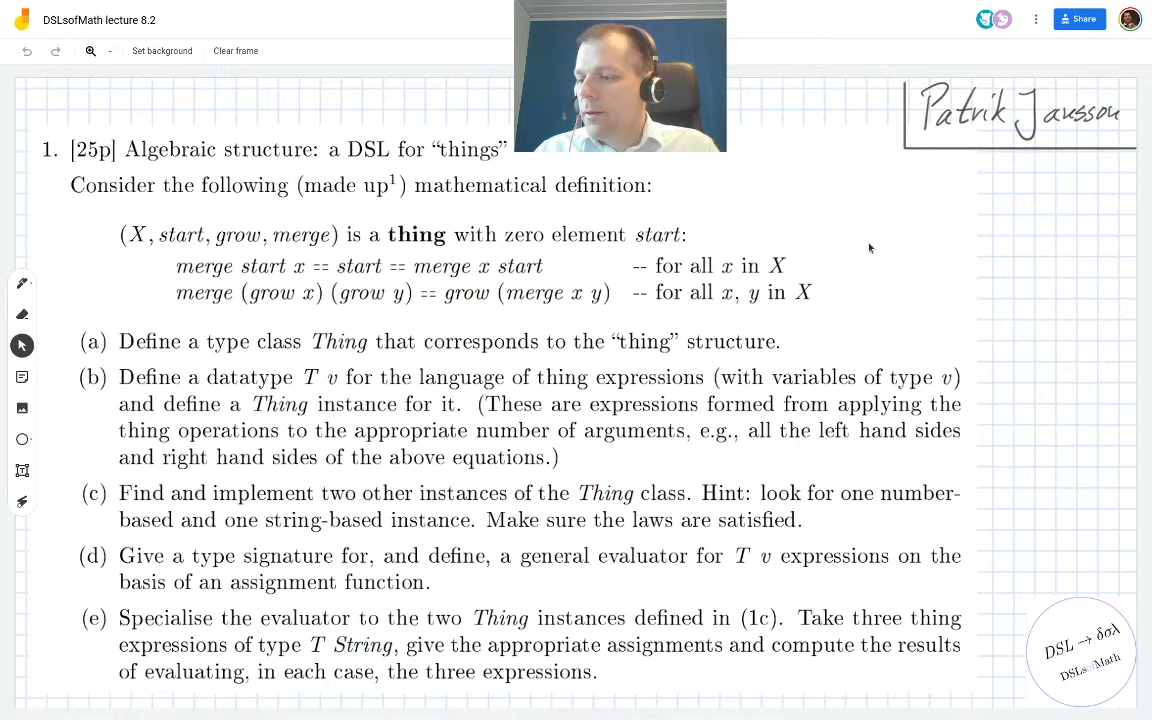 DSLsofMath lecture 8.2
Share
Set background
Clear frame
Patrik Jansson
1. [25p] Algebraic structure: a DSL for “things”
Consider the following (made up¹) mathematical definition:
(X, start, grow, merge) is a thing with zero element start:
merge start x == start == merge x start -- for all x in X
merge (grow x) (grow y) == grow (merge x y) -- for all x, y in X
(a) Define a type class Thing that corresponds to the “thing” structure.
(b) Define a datatype T v for the language of thing expressions (with variables of type v)
and define a Thing instance for it. (These are expressions formed from applying the
thing operations to the appropriate number of arguments, e.g., all the left hand sides
and right hand sides of the above equations.)
(c) Find and implement two other instances of the Thing class. Hint: look for one number-
based and one string-based instance. Make sure the laws are satisfied.
(d) Give a type signature for, and define, a general evaluator for T v expressions on the
basis of an assignment function.
(e) Specialise the evaluator to the two Thing instances defined in (1c). Take three thing
expressions of type T String, give the appropriate assignments and compute the results
of evaluating, in each case, the three expressions.
DSL → δσλ
DSLsofMath